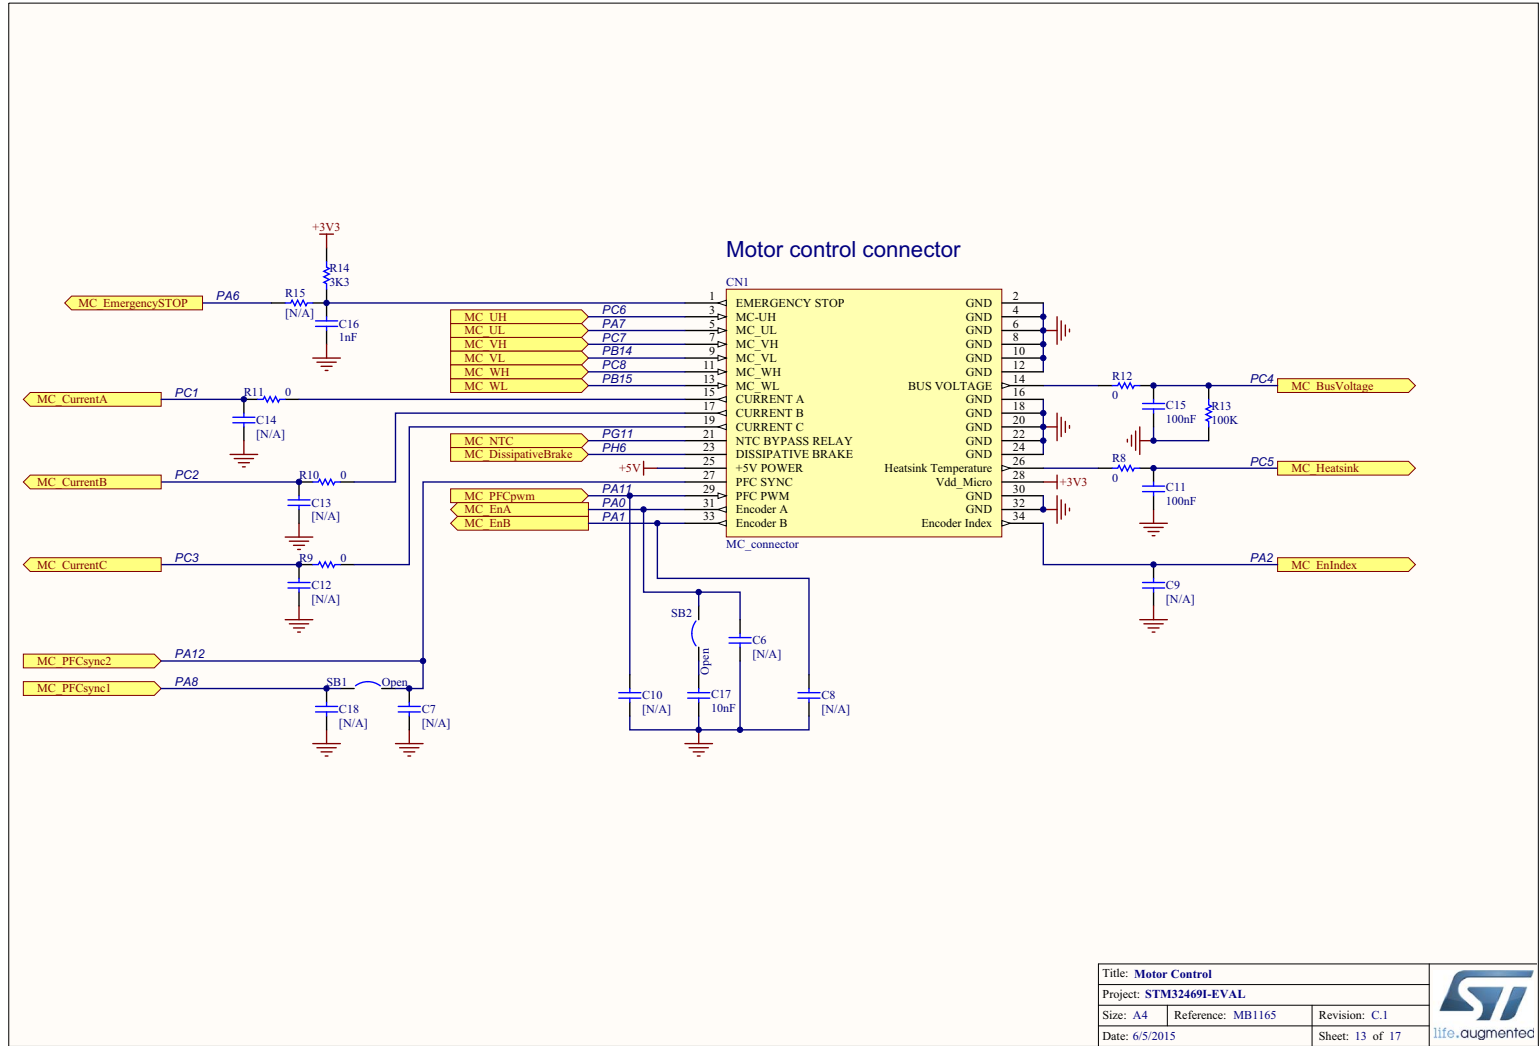 Motor control connector
+3V3
R14
3K3
R15
[N/A]
MC_EmergencySTOP
PA6
C16
1nF
MC_UH
PC6
MC_UL
PA7
MC_VH
PC7
MC_VL
PB14
MC_WH
PC8
MC_WL
PB15
MC_CurrentA
PC1
R11
0
C14
[N/A]
MC_NTC
PG11
MC_DissipativeBrake
PH6
+5V
MC_CurrentB
PC2
R10
0
C13
[N/A]
MC_PFCpwm
PA11
MC_EnA
PA0
MC_EnB
PA1
MC_CurrentC
PC3
R9
0
C12
[N/A]
MC_PFCsync2
PA12
MC_PFCsync1
PA8
SB1
Open
C18
[N/A]
C7
[N/A]
CN1
1 EMERGENCY STOP GND 2
3 MC-UH GND 4
5 MC_UL GND 6
7 MC_VH GND 8
9 MC_VL GND 10
11 MC_WH GND 12
13 MC_WL BUS VOLTAGE 14
15 CURRENT A GND 16
17 CURRENT B GND 18
19 CURRENT C GND 20
21 NTC BYPASS RELAY GND 22
23 DISSIPATIVE BRAKE GND 24
25 +5V POWER Heatsink Temperature 26
27 PFC SYNC Vdd_Micro 28
29 PFC PWM GND 30
31 Encoder A GND 32
33 Encoder B Encoder Index 34
MC_connector
SB2
Open
C6
[N/A]
C10
[N/A]
C17
10nF
C8
[N/A]
R12
0
PC4
MC_BusVoltage
C15
100nF
R13
100K
R8
0
PC5
MC_Heatsink
+3V3
C11
100nF
PA2
MC_EnIndex
C9
[N/A]
Title: Motor Control
Project: STM32469I-EVAL
Size: A4 Reference: MB1165 Revision: C.1
Date: 6/5/2015 Sheet: 13 of 17
ST
life.augmented